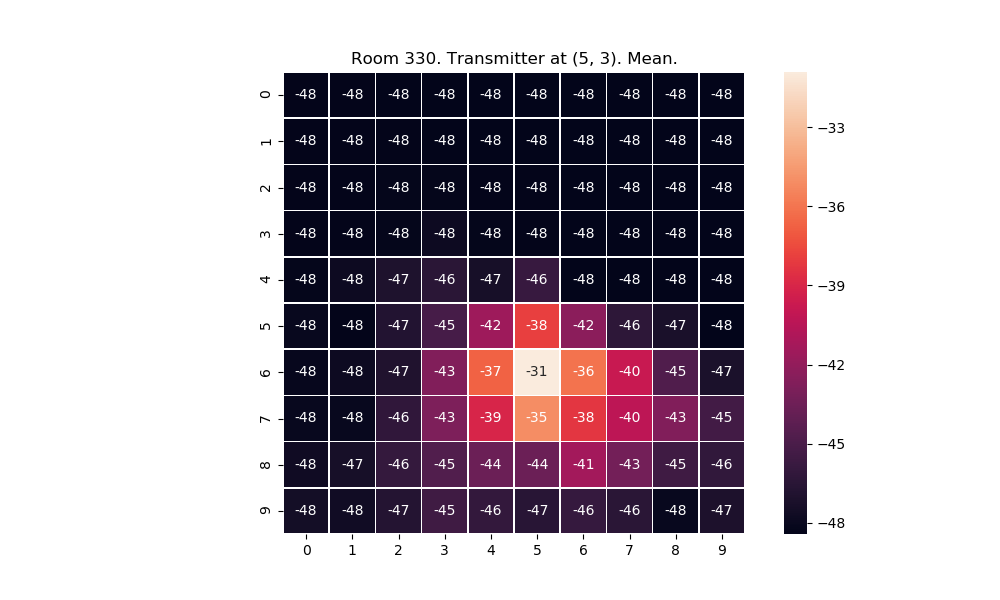 Room 330. Transmitter at (5, 3). Mean.
0 -48 -48 -48 -48 -48 -48 -48 -48 -48 -48
1 -48 -48 -48 -48 -48 -48 -48 -48 -48 -48
2 -48 -48 -48 -48 -48 -48 -48 -48 -48 -48
3 -48 -48 -48 -48 -48 -48 -48 -48 -48 -48
4 -48 -48 -47 -46 -47 -46 -48 -48 -48 -48
5 -48 -48 -47 -45 -42 -38 -42 -46 -47 -48
6 -48 -48 -47 -43 -37 -31 -36 -40 -45 -47
7 -48 -48 -46 -43 -39 -35 -38 -40 -43 -45
8 -48 -47 -46 -45 -44 -44 -41 -43 -45 -46
9 -48 -48 -47 -45 -46 -47 -46 -46 -48 -47
0 1 2 3 4 5 6 7 8 9
−33
−36
−39
−42
−45
−48